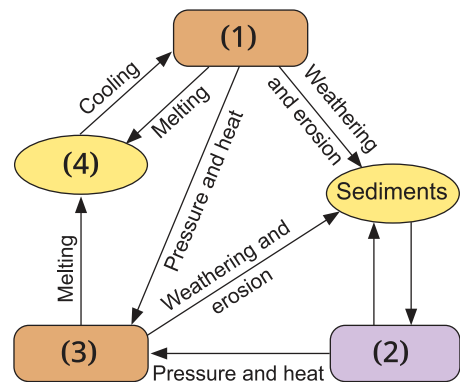 (1)
Cooling
Melting
Pressure and heat
Weathering
and erosion
(4)
Sediments
Melting
Weathering and
erosion
(3)
(2)
Pressure and heat